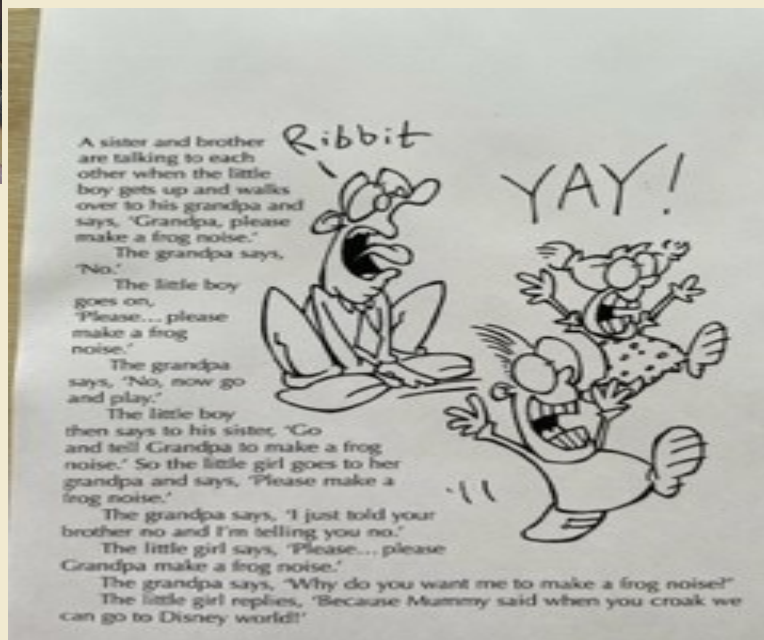 Ribbit
YAY!
A sister and brother
are talking to each
other when the little
boy gets up and walks
over to his grandpa and
says, 'Grandpa, please
make a frog noise.'
The grandpa says,
'No.'
The little boy
goes on,
'Please... please
make a frog
noise.'
The grandpa
says, 'No, now go
and play.'
The little boy
then says to his sister, 'Go
and tell Grandpa to make a frog
noise.' So the little girl goes to her
grandpa and says, 'Please make a
frog noise.'
The grandpa says, 'I just told your
brother no and I'm telling you no.'
The little girl says, 'Please... please
Grandpa make a frog noise.'
The grandpa says, 'Why do you want me to make a frog noise?'
The little girl replies, 'Because Mummy said when you croak we
can go to Disney world!'